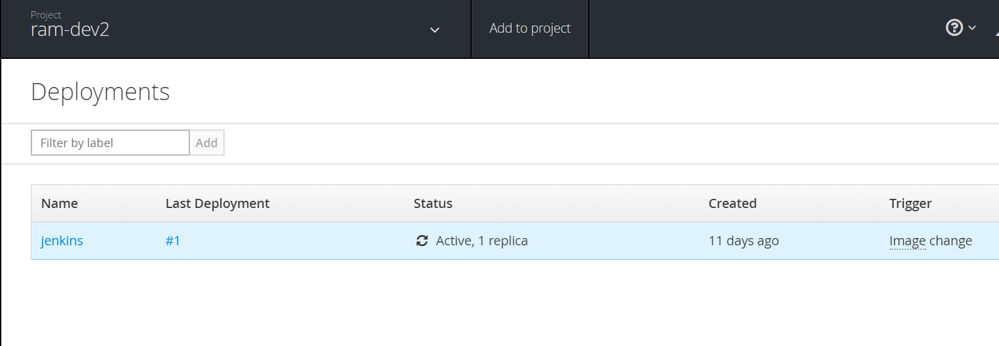 Project
ram-dev2
Add to project
Deployments
Filter by label Add
Name Last Deployment Status Created Trigger
jenkins #1 Active, 1 replica 11 days ago Image change